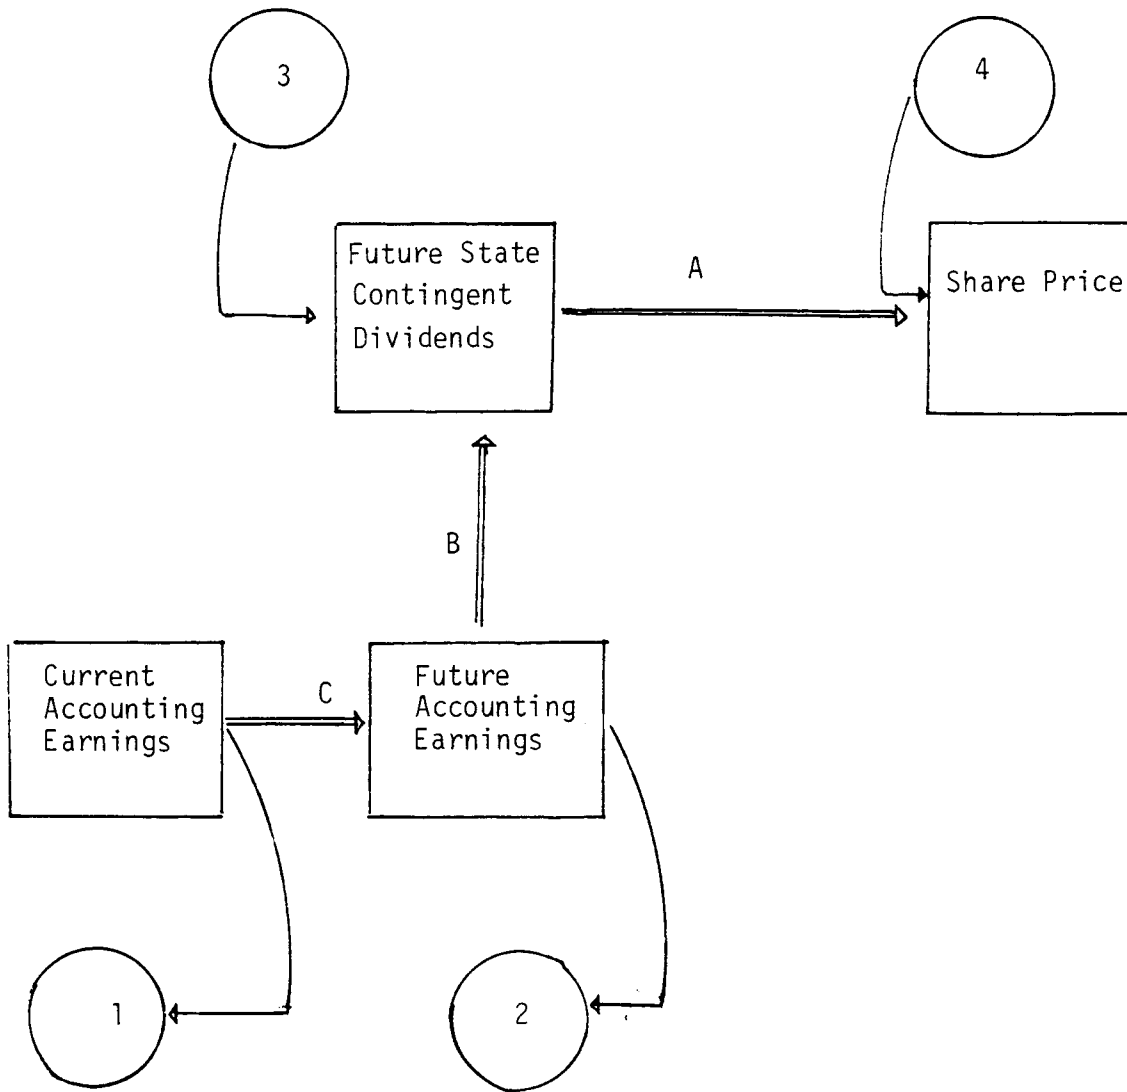 3
4
Future State
Contingent
Dividends
A
Share Price
B
Current
Accounting
Earnings
C
Future
Accounting
Earnings
1
2